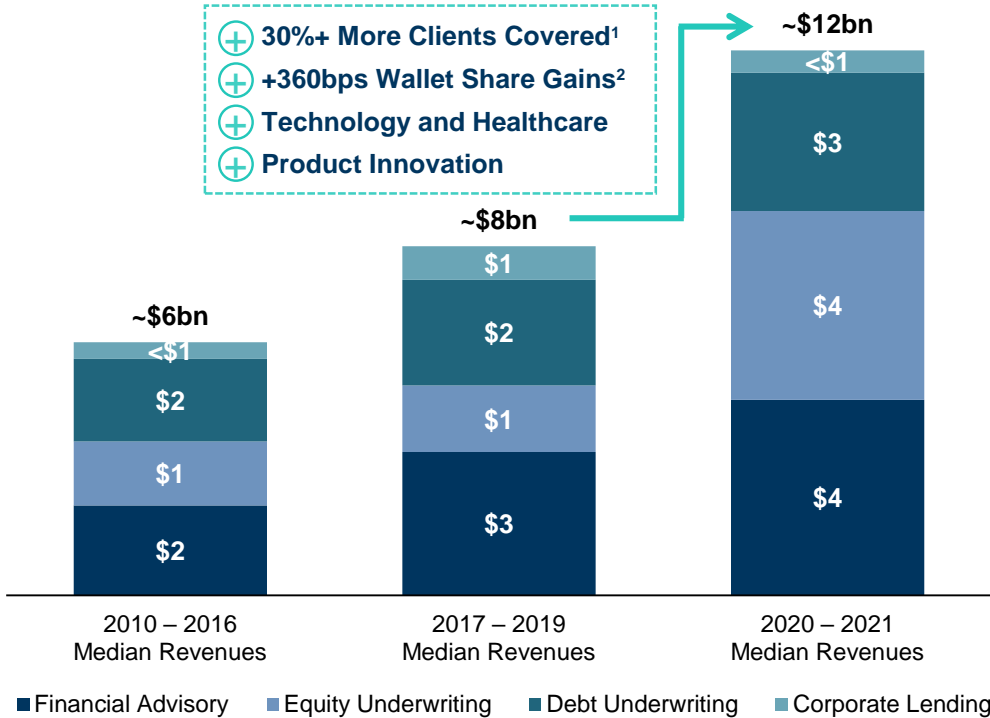 30%+ More Clients Covered¹
+360bps Wallet Share Gains²
Technology and Healthcare
Product Innovation
~$12bn
<$1
$3
$4
$4
~$8bn
$1
$2
$1
$3
~$6bn
<$1
$2
$1
$2
2010 – 2016
Median Revenues
2017 – 2019
Median Revenues
2020 – 2021
Median Revenues
Financial Advisory
Equity Underwriting
Debt Underwriting
Corporate Lending